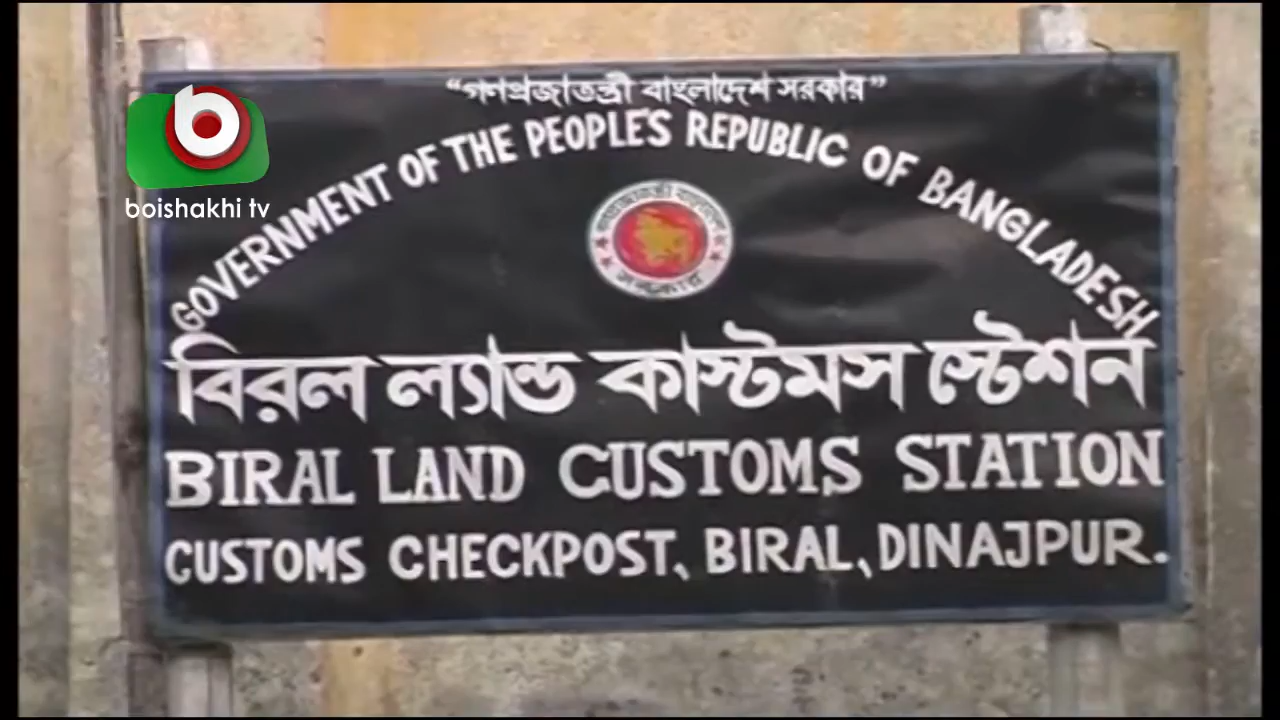 “গণপ্রজাতন্ত্রী বাংলাদেশ সরকার”
GOVERNMENT OF THE PEOPLE'S REPUBLIC OF BANGLADESH
boishakhi tv
বিরল ল্যান্ড কাস্টমস স্টেশন
BIRAL LAND CUSTOMS STATION
CUSTOMS CHECKPOST, BIRAL, DINAJPUR.